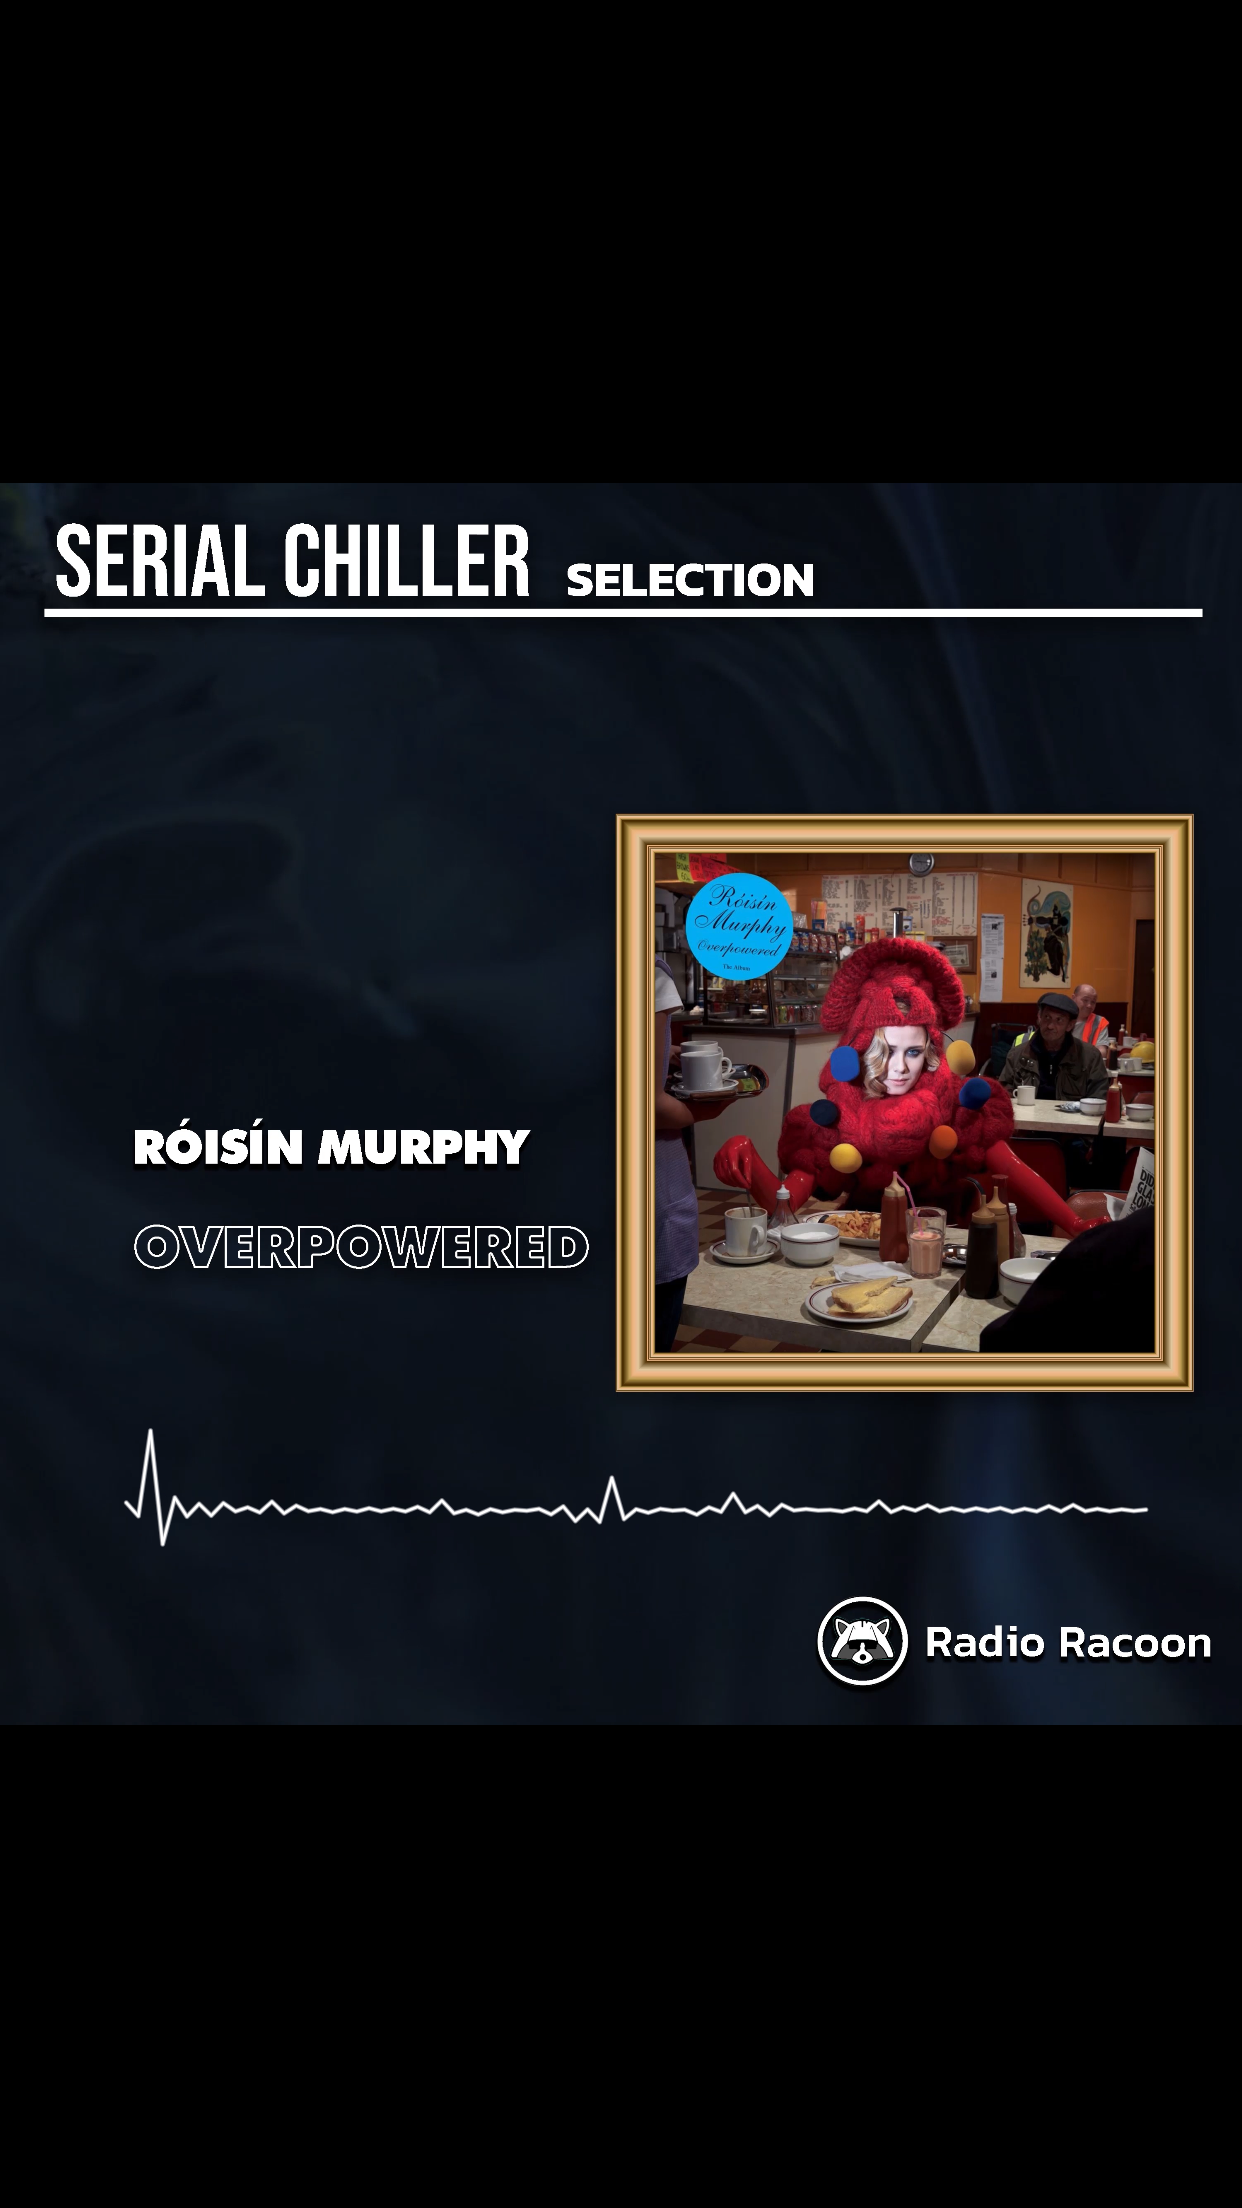 SERIAL CHILLER SELECTION
Róisín
Murphy
Overpowered
The Album
RÓISÍN MURPHY
OVERPOWERED
Radio Racoon